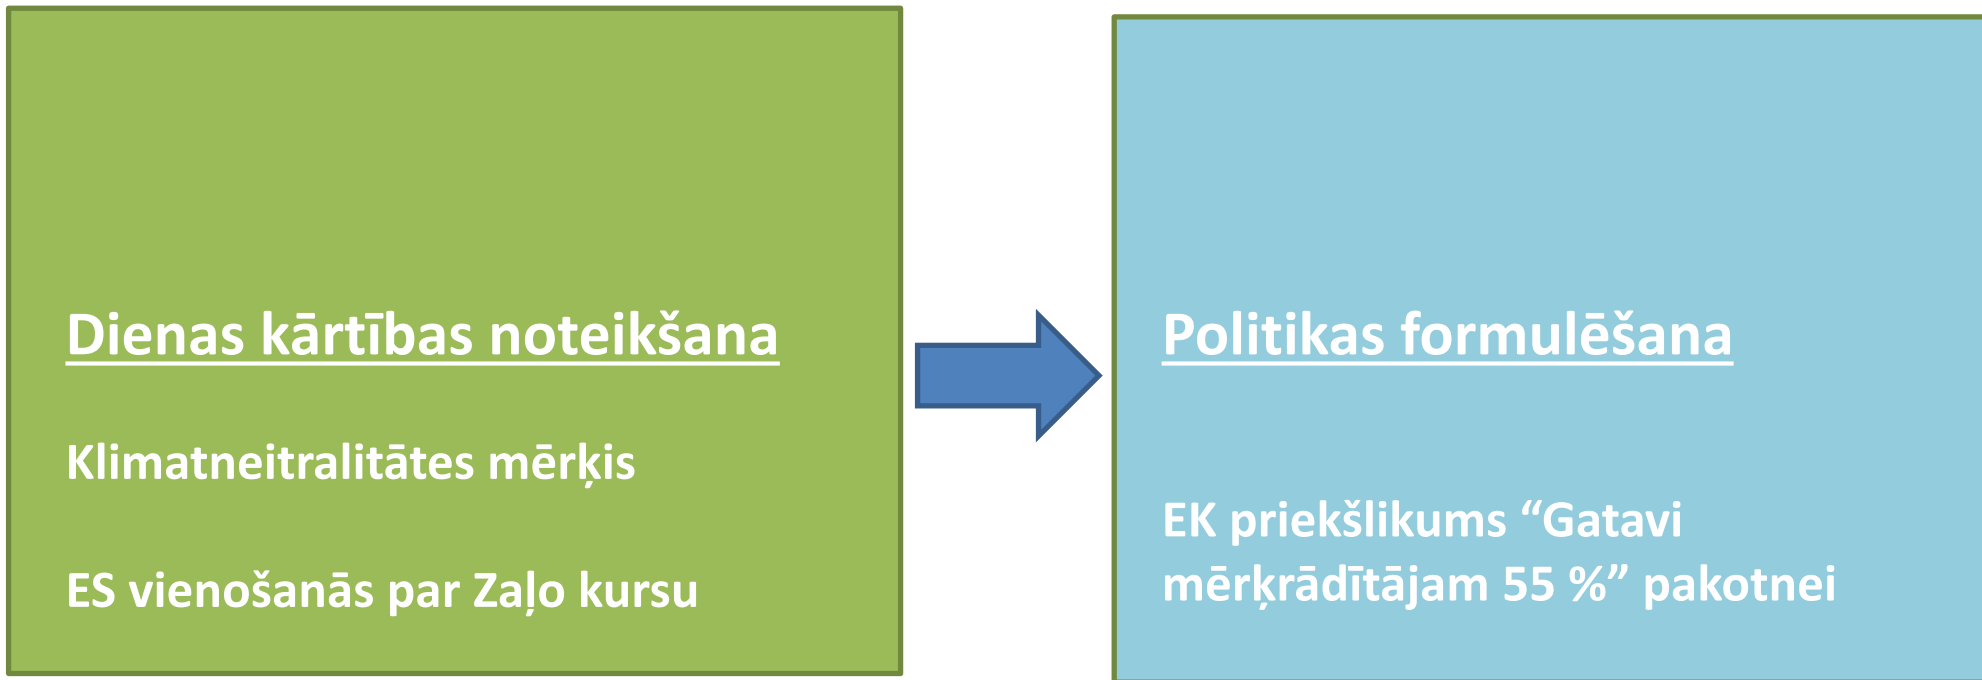 Dienas kārtības noteikšana
Klimatneitralitātes mērķis
ES vienošanās par Zaļo kursu
Politikas formulēšana
EK priekšlikums “Gatavi
mērķrādītājam 55 %” pakotnei